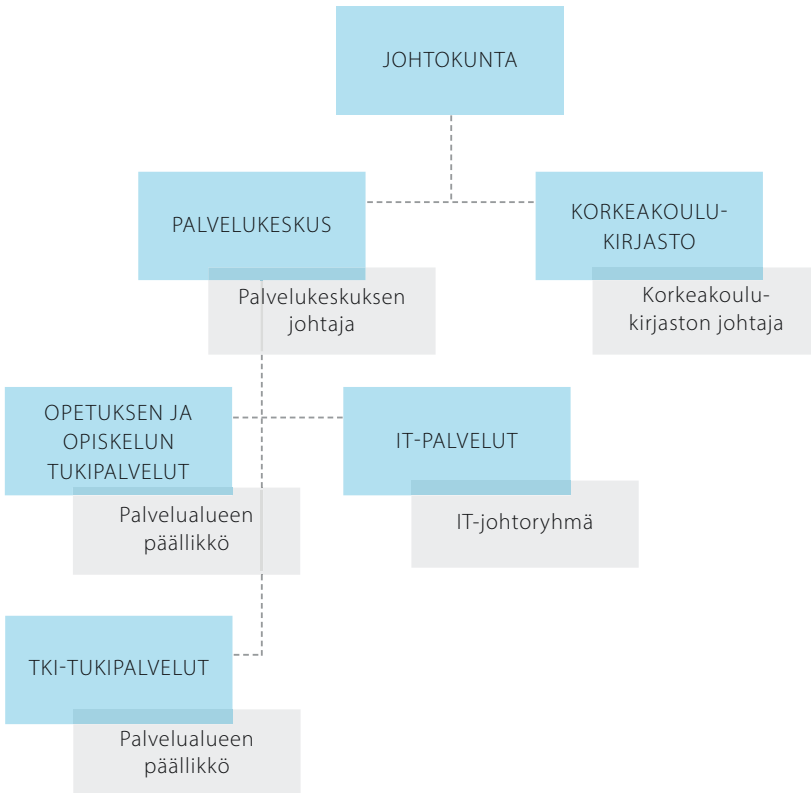 JOHTOKUNTA
PALVELUKESKUS
Palvelukeskuksen
johtaja
KORKEAKOULU-
KIRJASTO
Korkeakoulu-
kirjaston johtaja
OPETUKSEN JA
OPISKELUN
TUKIPALVELUT
Palvelualueen
päällikkö
IT-PALVELUT
IT-johtoryhmä
TKI-TUKIPALVELUT
Palvelualueen
päällikkö